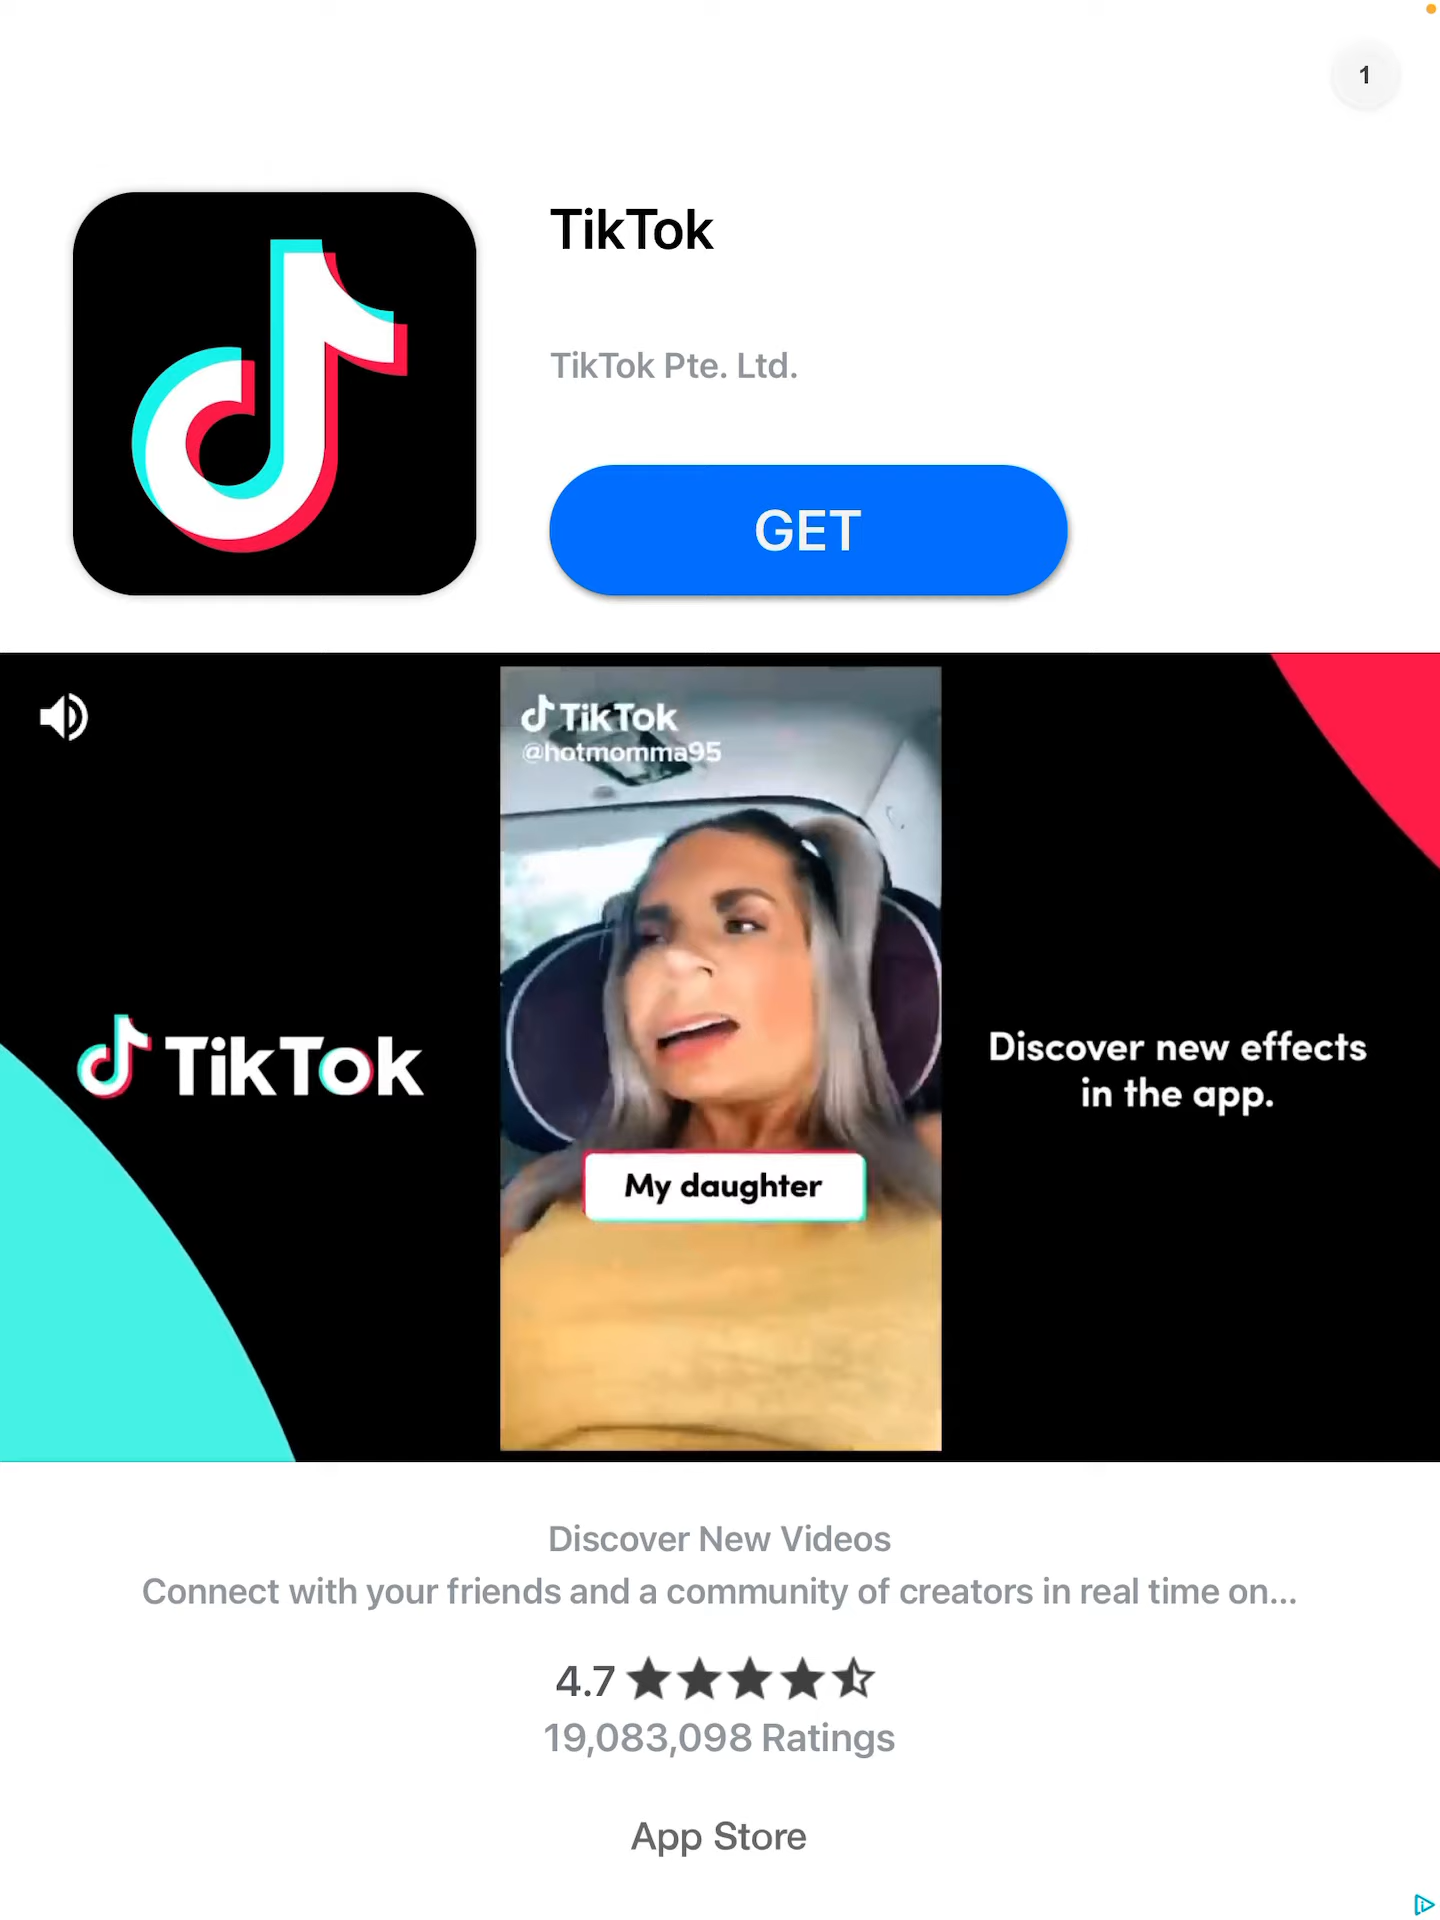 1
TikTok
TikTok Pte. Ltd.
GET
TikTok
@hotmomma95
TikTok
Discover new effects
in the app.
My daughter
Discover New Videos
Connect with your friends and a community of creators in real time on...
4.7
19,083,098 Ratings
App Store